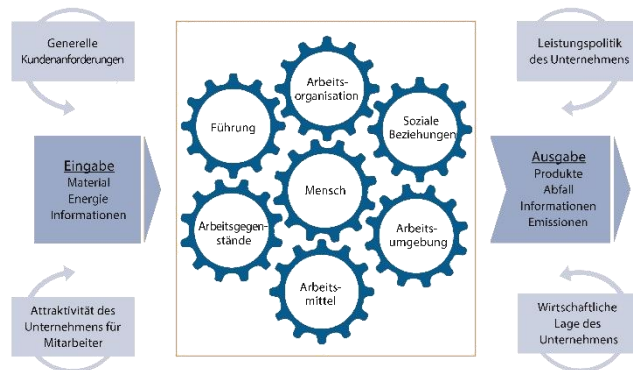 Generelle
Kundenanforderungen
Eingabe
Material
Energie
Informationen
Attraktivität des
Unternehmens für
Mitarbeiter
Arbeits-
organisation
Führung
Soziale
Beziehungen
Mensch
Arbeitsgegen-
stände
Arbeits-
umgebung
Arbeits-
mittel
Leistungspolitik
des Unternehmens
Ausgabe
Produkte
Abfall
Informationen
Emissionen
Wirtschaftliche
Lage des
Unternehmens